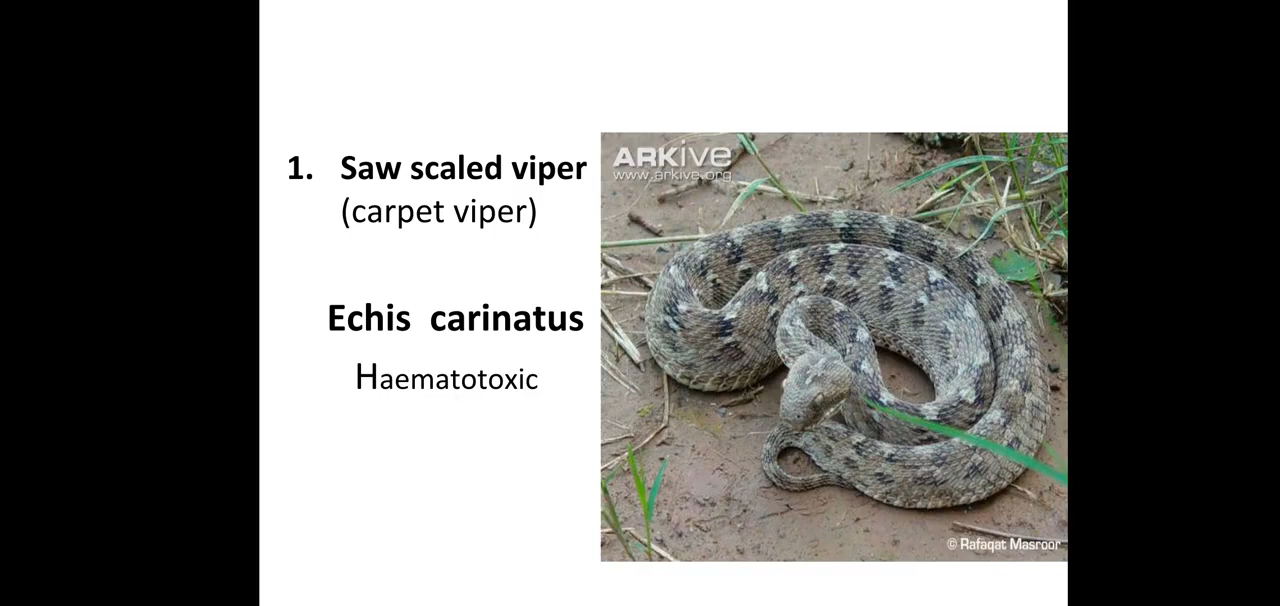 1. Saw scaled viper
(carpet viper)
Echis carinatus
Haematotoxic
ARKive
www.arkive.org
© Rafaqat Masroor